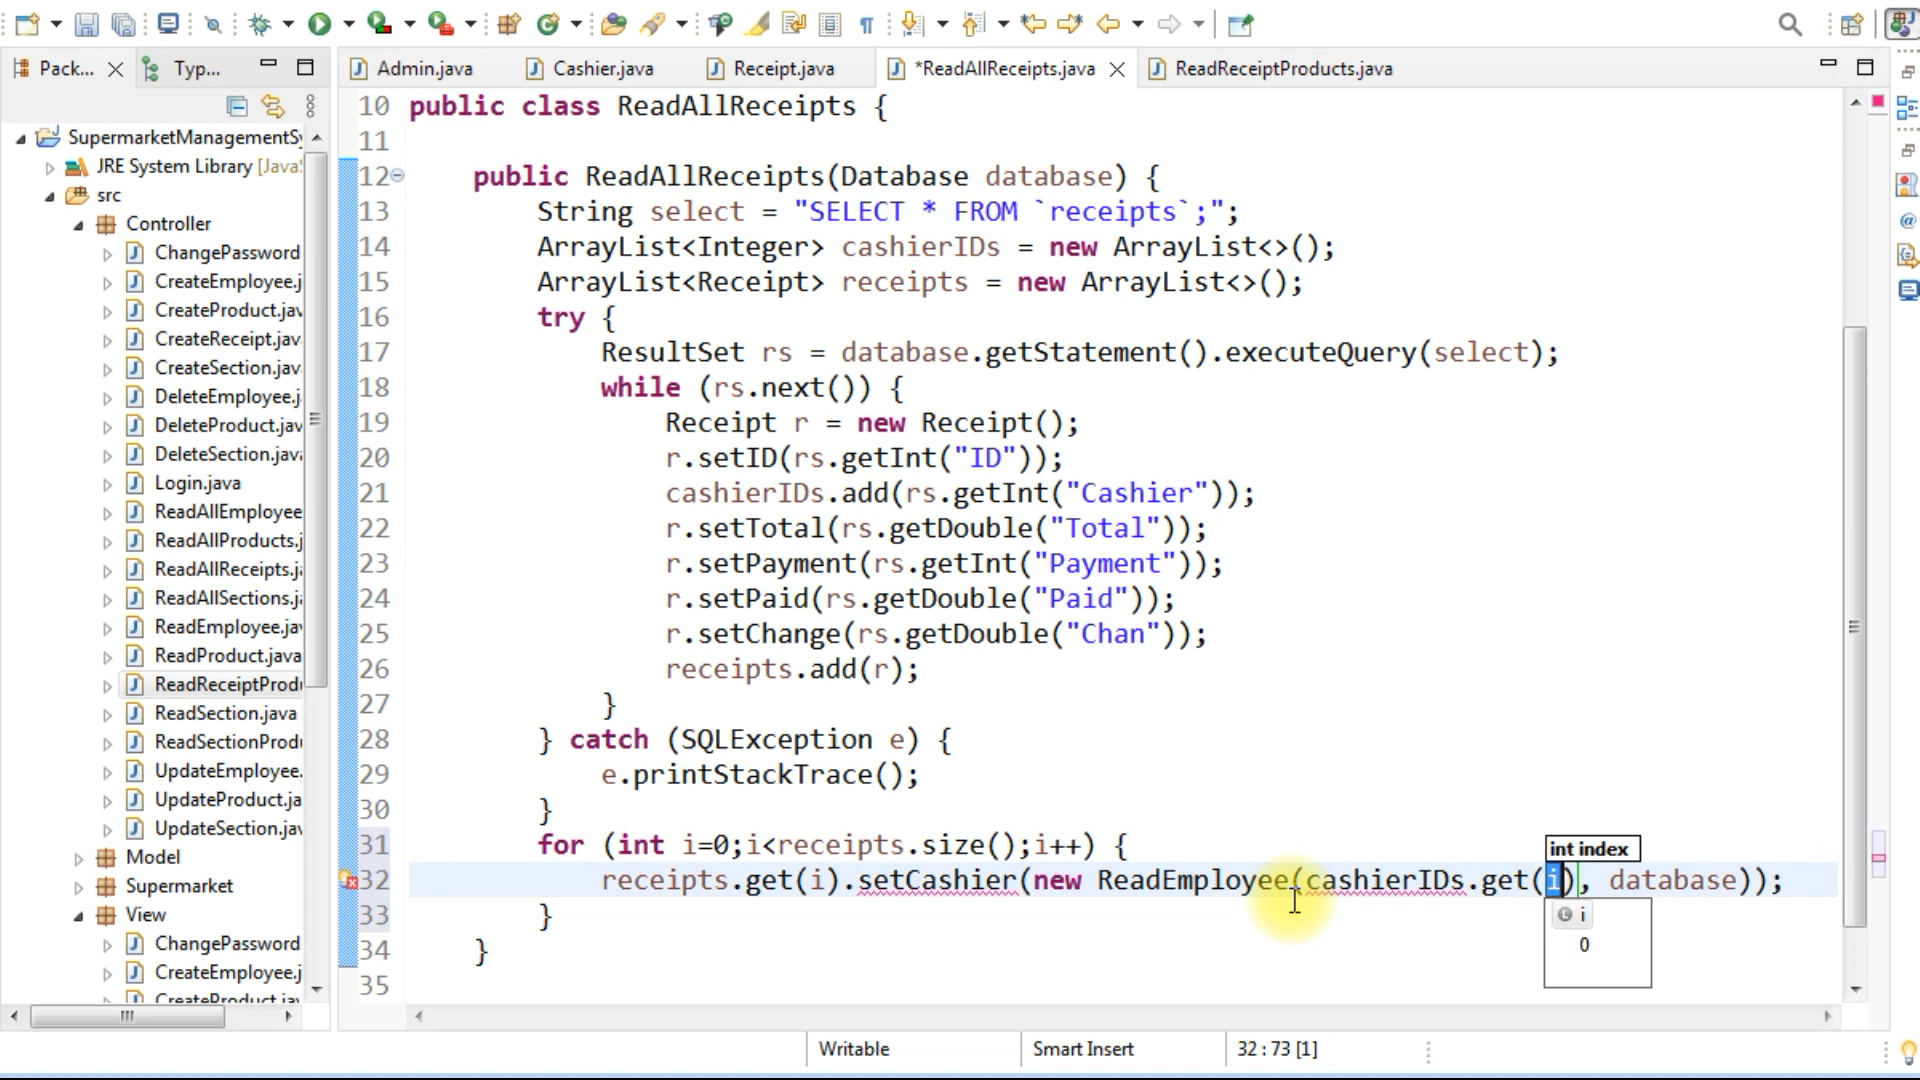 Pack...
Typ...
Admin.java
Cashier.java
Receipt.java
*ReadAllReceipts.java
ReadReceiptProducts.java
SupermarketManagementSy
JRE System Library [Java
src
Controller
ChangePassword
CreateEmployee.j
CreateProduct.jav
CreateReceipt.jav
CreateSection.jav
DeleteEmployee.j
DeleteProduct.jav
DeleteSection.java
Login.java
ReadAllEmployee
ReadAllProducts.j
ReadAllReceipts.ja
ReadAllSections.ja
ReadEmployee.jav
ReadProduct.java
ReadReceiptProdu
ReadSection.java
ReadSectionProdu
UpdateEmployee.
UpdateProduct.ja
UpdateSection.jav
Model
Supermarket
View
ChangePassword
CreateEmployee.j
CreateProduct.jav
10 public class ReadAllReceipts {
11
12 public ReadAllReceipts(Database database) {
13 String select = "SELECT * FROM `receipts`;";
14 ArrayList<Integer> cashierIDs = new ArrayList<>();
15 ArrayList<Receipt> receipts = new ArrayList<>();
16 try {
17 ResultSet rs = database.getStatement().executeQuery(select);
18 while (rs.next()) {
19 Receipt r = new Receipt();
20 r.setID(rs.getInt("ID"));
21 cashierIDs.add(rs.getInt("Cashier"));
22 r.setTotal(rs.getDouble("Total"));
23 r.setPayment(rs.getInt("Payment"));
24 r.setPaid(rs.getDouble("Paid"));
25 r.setChange(rs.getDouble("Chan"));
26 receipts.add(r);
27 }
28 } catch (SQLException e) {
29 e.printStackTrace();
30 }
31 for (int i=0;i<receipts.size();i++) {
int index
32 receipts.get(i).setCashier(new ReadEmployee(cashierIDs.get(i), database));
33 }
i
0
34 }
35
Writable
Smart Insert
32 : 73 [1]